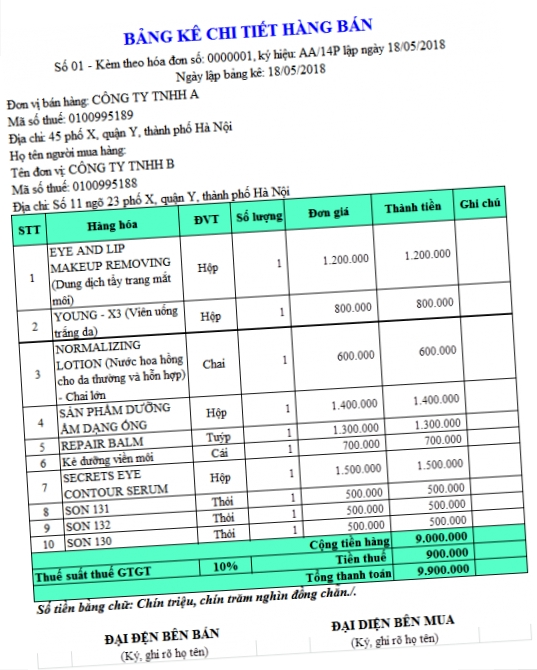 BẢNG KÊ CHI TIẾT HÀNG BÁN
Số 01 - Kèm theo hóa đơn số: 0000001, ký hiệu: AA/14P lập ngày 18/05/2018
Ngày lập bảng kê: 18/05/2018
Đơn vị bán hàng: CÔNG TY TNHH A
Mã số thuế: 0100995189
Địa chỉ: 45 phố X, quận Y, thành phố Hà Nội
Họ tên người mua hàng:
Tên đơn vị: CÔNG TY TNHH B
Mã số thuế: 0100995188
Địa chỉ: Số 11 ngõ 23 phố X, quận Y, thành phố Hà Nội
STT Hàng hóa ĐVT Số lượng Đơn giá Thành tiền Ghi chú
1 EYE AND LIP MAKEUP REMOVING (Dung dịch tẩy trang mắt môi) Hộp 1 1.200.000 1.200.000
2 YOUNG - X3 (Viên uống trắng da) Hộp 1 800.000 800.000
3 NORMALIZING LOTION (Nước hoa hồng cho da thường và hỗn hợp) - Chai lớn Chai 1 600.000 600.000
4 SẢN PHẨM DƯỠNG ẨM DẠNG ỐNG Hộp 1 1.400.000 1.400.000
5 REPAIR BALM Tuýp 1 1.300.000 1.300.000
6 Kẻ dưỡng viền môi Cái 1 700.000 700.000
7 SECRETS EYE CONTOUR SERUM Hộp 1 1.500.000 1.500.000
8 SON 131 Thỏi 1 500.000 500.000
9 SON 132 Thỏi 1 500.000 500.000
10 SON 130 Thỏi 1 500.000 500.000
Cộng tiền hàng 9.000.000
Thuế suất thuế GTGT 10% Tiền thuế 900.000
Tổng thanh toán 9.900.000
Số tiền bằng chữ: Chín triệu, chín trăm nghìn đồng chẵn./.
ĐẠI ĐỆN BÊN BÁN ĐẠI DIỆN BÊN MUA
(Ký, ghi rõ họ tên) (Ký, ghi rõ họ tên)